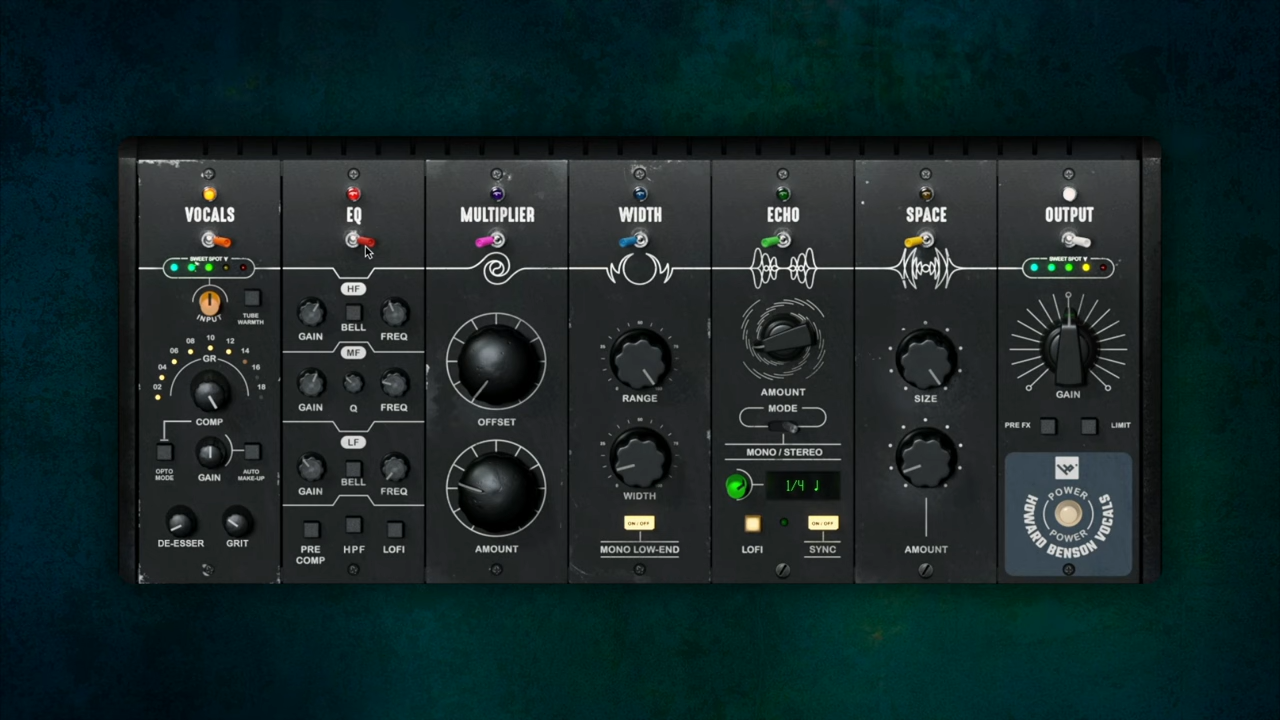 VOCALS
SWEET SPOT
INPUT
TUBE
WARMTH
02 04 06 08 10 12 14 16 18
GR
COMP
OPTO
MODE
GAIN
AUTO
MAKE-UP
DE-ESSER
GRIT
EQ
HF
GAIN
BELL
FREQ
MF
GAIN
Q
FREQ
LF
GAIN
BELL
FREQ
PRE
COMP
HPF
LOFI
MULTIPLIER
OFFSET
AMOUNT
WIDTH
RANGE
WIDTH
ON / OFF
MONO LOW-END
ECHO
AMOUNT
MODE
MONO / STEREO
1/4 ♩
LOFI
ON / OFF
SYNC
SPACE
SIZE
AMOUNT
OUTPUT
SWEET SPOT
GAIN
PRE FX
LIMIT
POWER
POWER
HOWARD BENSON VOCALS